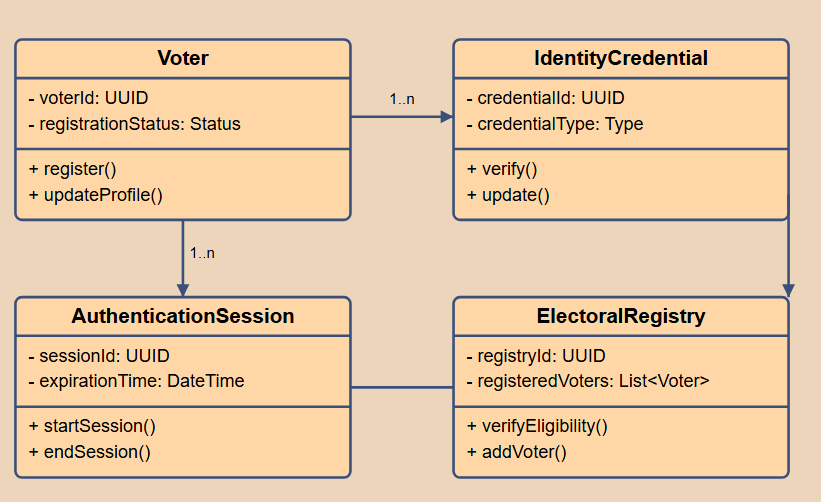 Voter
- voterId: UUID
- registrationStatus: Status
+ register()
+ updateProfile()
1..n
IdentityCredential
- credentialId: UUID
- credentialType: Type
+ verify()
+ update()
1..n
AuthenticationSession
- sessionId: UUID
- expirationTime: DateTime
+ startSession()
+ endSession()
ElectoralRegistry
- registryId: UUID
- registeredVoters: List<Voter>
+ verifyEligibility()
+ addVoter()